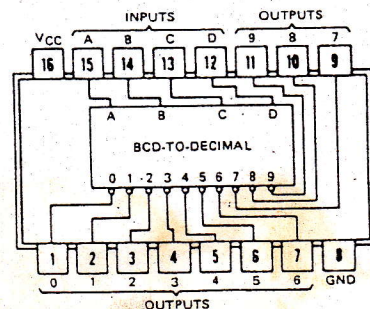 INPUTS OUTPUTS
VCC A B C D 9 8 7
16 15 14 13 12 11 10 9
A B C D
BCD-TO-DECIMAL
0 1 2 3 4 5 6 7 8 9
1 2 3 4 5 6 7 8
0 1 2 3 4 5 6 GND
OUTPUTS